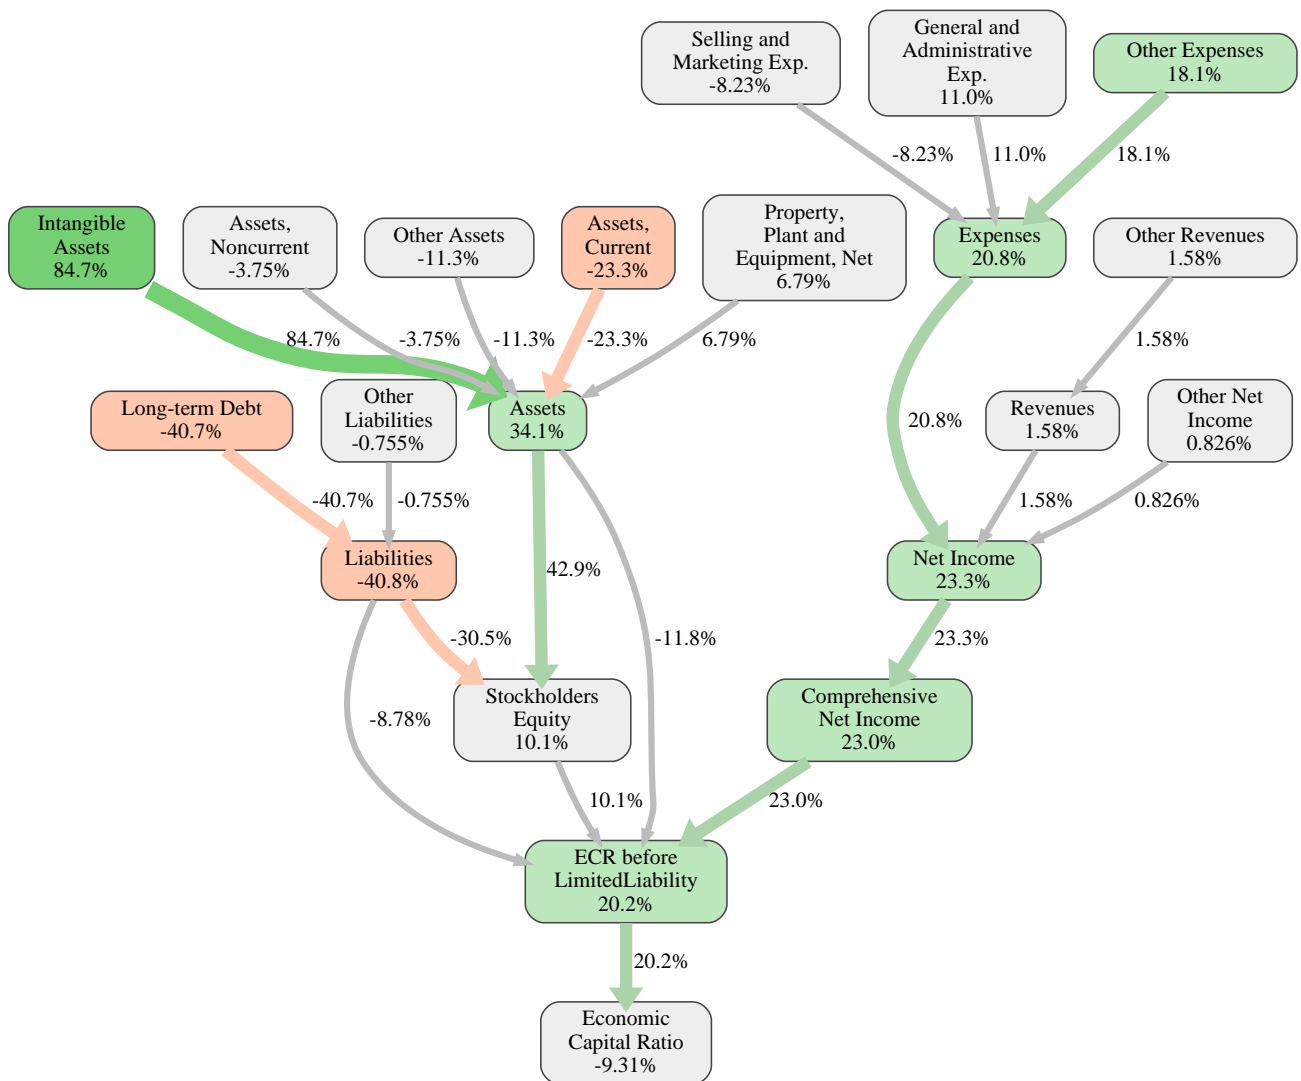 Selling and
Marketing Exp.
-8.23%
General and
Administrative
Exp.
11.0%
Other Expenses
18.1%
-8.23%
11.0%
18.1%
Intangible
Assets
84.7%
Assets,
Noncurrent
-3.75%
Other Assets
-11.3%
Assets,
Current
-23.3%
Property,
Plant and
Equipment, Net
6.79%
Expenses
20.8%
Other Revenues
1.58%
84.7%
-3.75%
-11.3%
-23.3%
6.79%
1.58%
Long-term Debt
-40.7%
Other
Liabilities
-0.755%
Assets
34.1%
20.8%
Revenues
1.58%
Other Net
Income
0.826%
-40.7%
-0.755%
1.58%
0.826%
Liabilities
-40.8%
42.9%
Net Income
23.3%
-30.5%
-11.8%
23.3%
-8.78%
Stockholders
Equity
10.1%
Comprehensive
Net Income
23.0%
10.1%
23.0%
ECR before
LimitedLiability
20.2%
20.2%
Economic
Capital Ratio
-9.31%